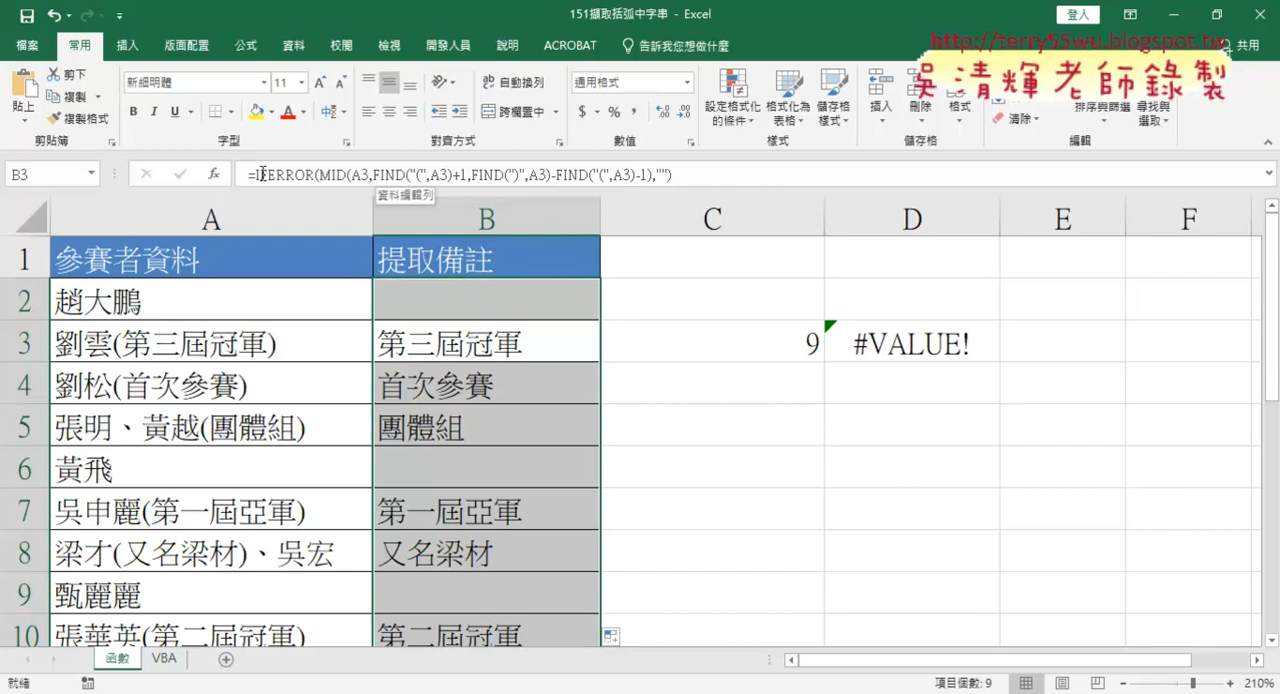 151擷取括弧中字串 - Excel
登入
http://terry55wu.blogspot.tw
吳清輝老師錄製
檔案 常用 插入 版面配置 公式 資料 校閱 檢視 開發人員 說明 ACROBAT 告訴我您想做什麼 共用
貼上 剪下 複製 複製格式
新細明體 11
B I U
自動換列
跨欄置中
通用格式
$ % ,
設定格式化的條件 格式化為表格 儲存格樣式
插入 刪除 格式
清除 排序與篩選 尋找與選取
剪貼簿 字型 對齊方式 數值 樣式 儲存格 編輯
B3 fx =IFERROR(MID(A3,FIND("(",A3)+1,FIND(")",A3)-FIND("(",A3)-1),"")
資料編輯列
A B C D E F
1 參賽者資料 提取備註
2 趙大鵬
3 劉雲(第三屆冠軍) 第三屆冠軍 9 #VALUE!
4 劉松(首次參賽) 首次參賽
5 張明、黃越(團體組) 團體組
6 黃飛
7 吳申麗(第一屆亞軍) 第一屆亞軍
8 梁才(又名梁材)、吳宏 又名梁材
9 甄麗麗
10 張華英(第二屆冠軍) 第二屆冠軍
函數 VBA
就緒 項目個數: 9 210%